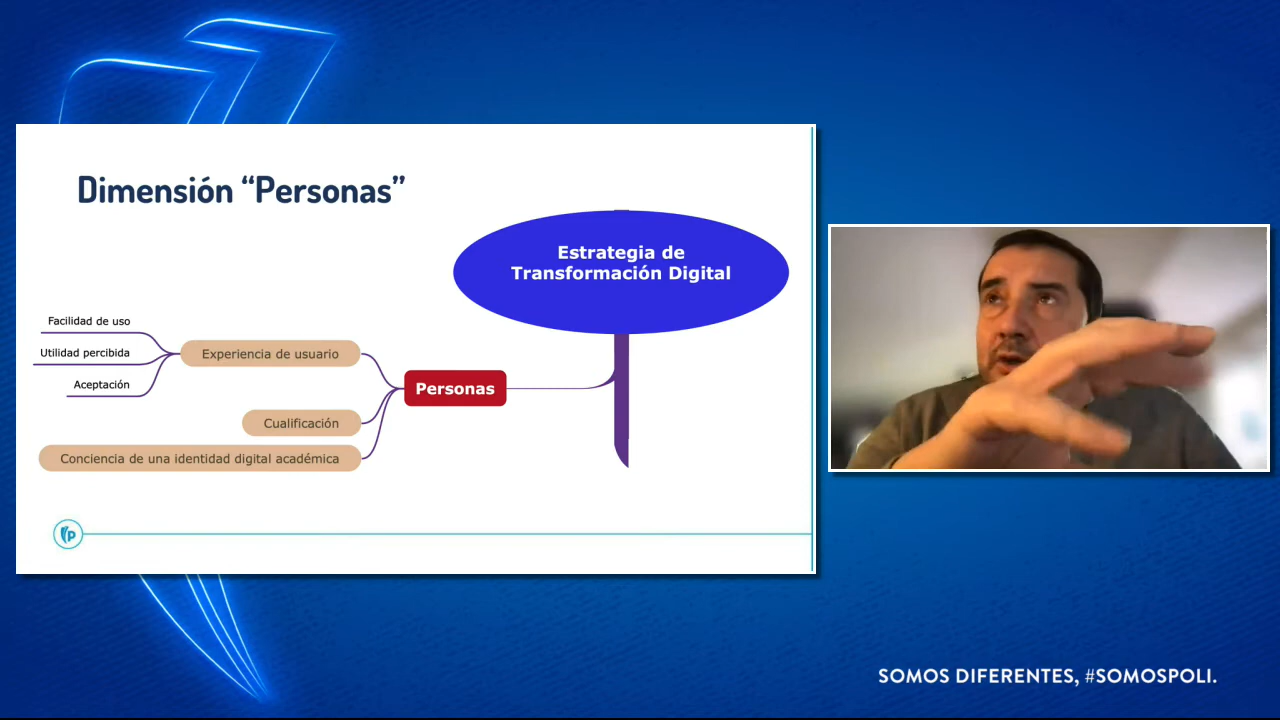 Dimensión “Personas”
Estrategia de
Transformación Digital
Facilidad de uso
Utilidad percibida
Aceptación
Experiencia de usuario
Personas
Cualificación
Conciencia de una identidad digital académica
P
SOMOS DIFERENTES, #SOMOSPOLI.